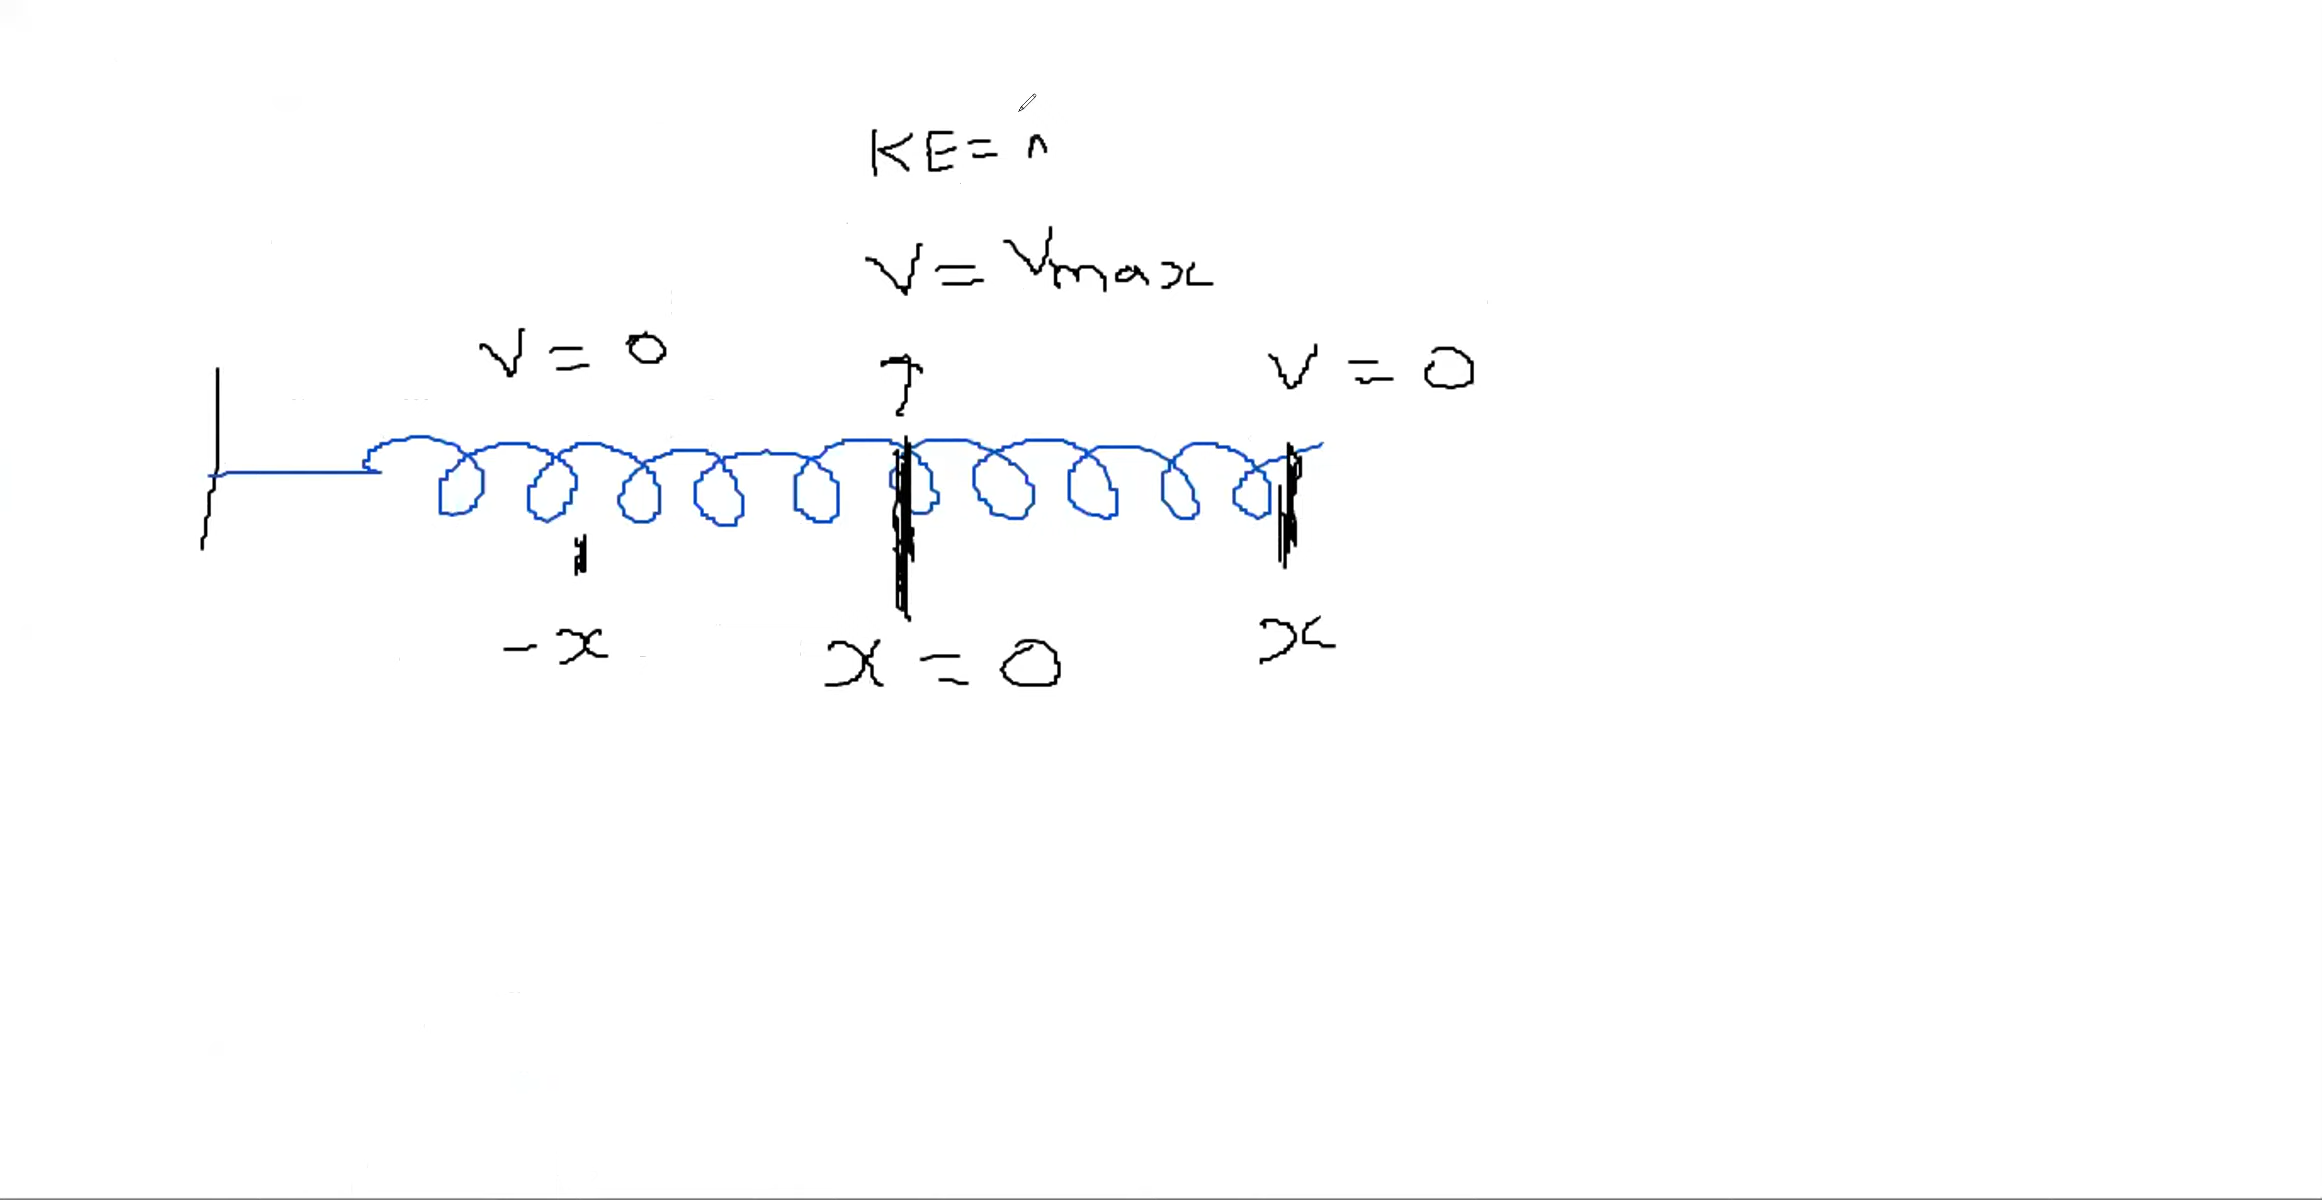 KE =
V = Vmax
V = 0
V = 0
- x
x = 0
x